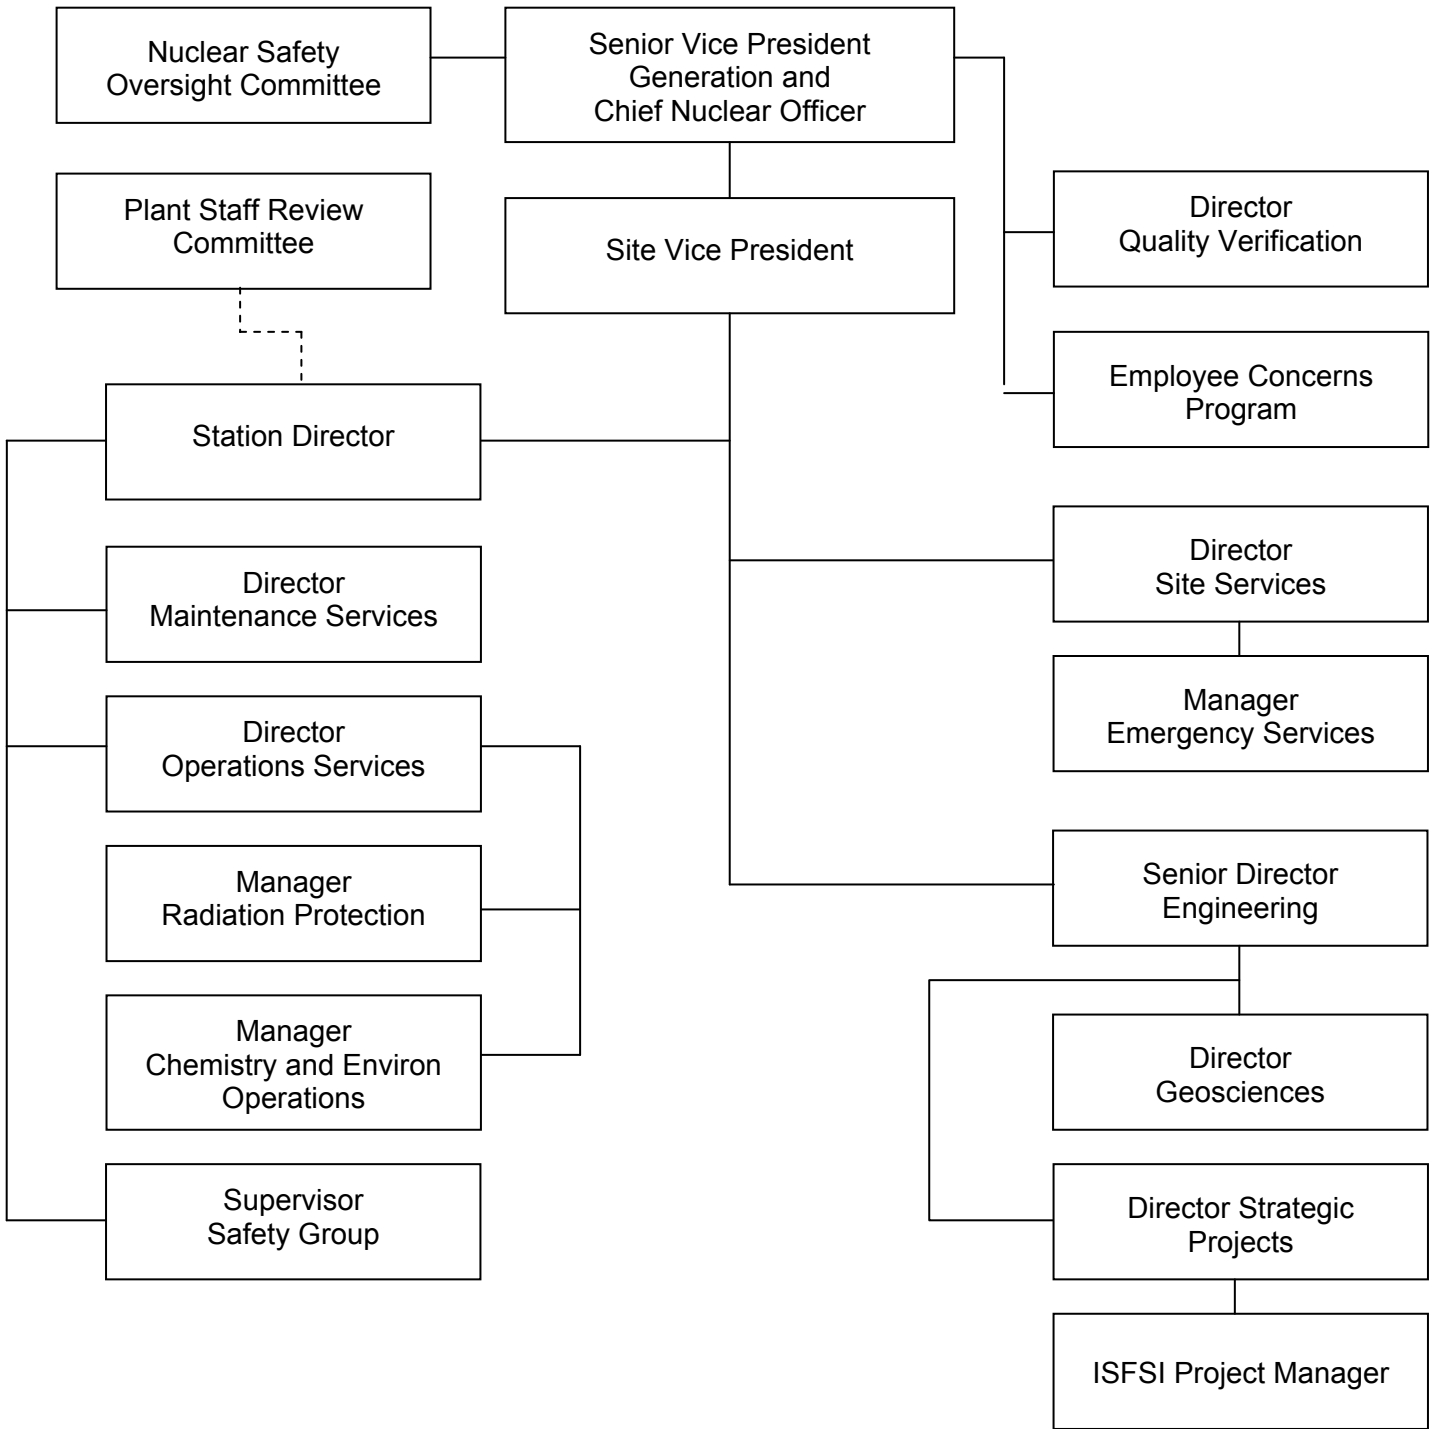 Nuclear Safety
Oversight Committee
Senior Vice President
Generation and
Chief Nuclear Officer
Plant Staff Review
Committee
Site Vice President
Director
Quality Verification
Employee Concerns
Program
Station Director
Director
Site Services
Director
Maintenance Services
Manager
Emergency Services
Director
Operations Services
Manager
Radiation Protection
Senior Director
Engineering
Manager
Chemistry and Environ
Operations
Director
Geosciences
Supervisor
Safety Group
Director Strategic
Projects
ISFSI Project Manager